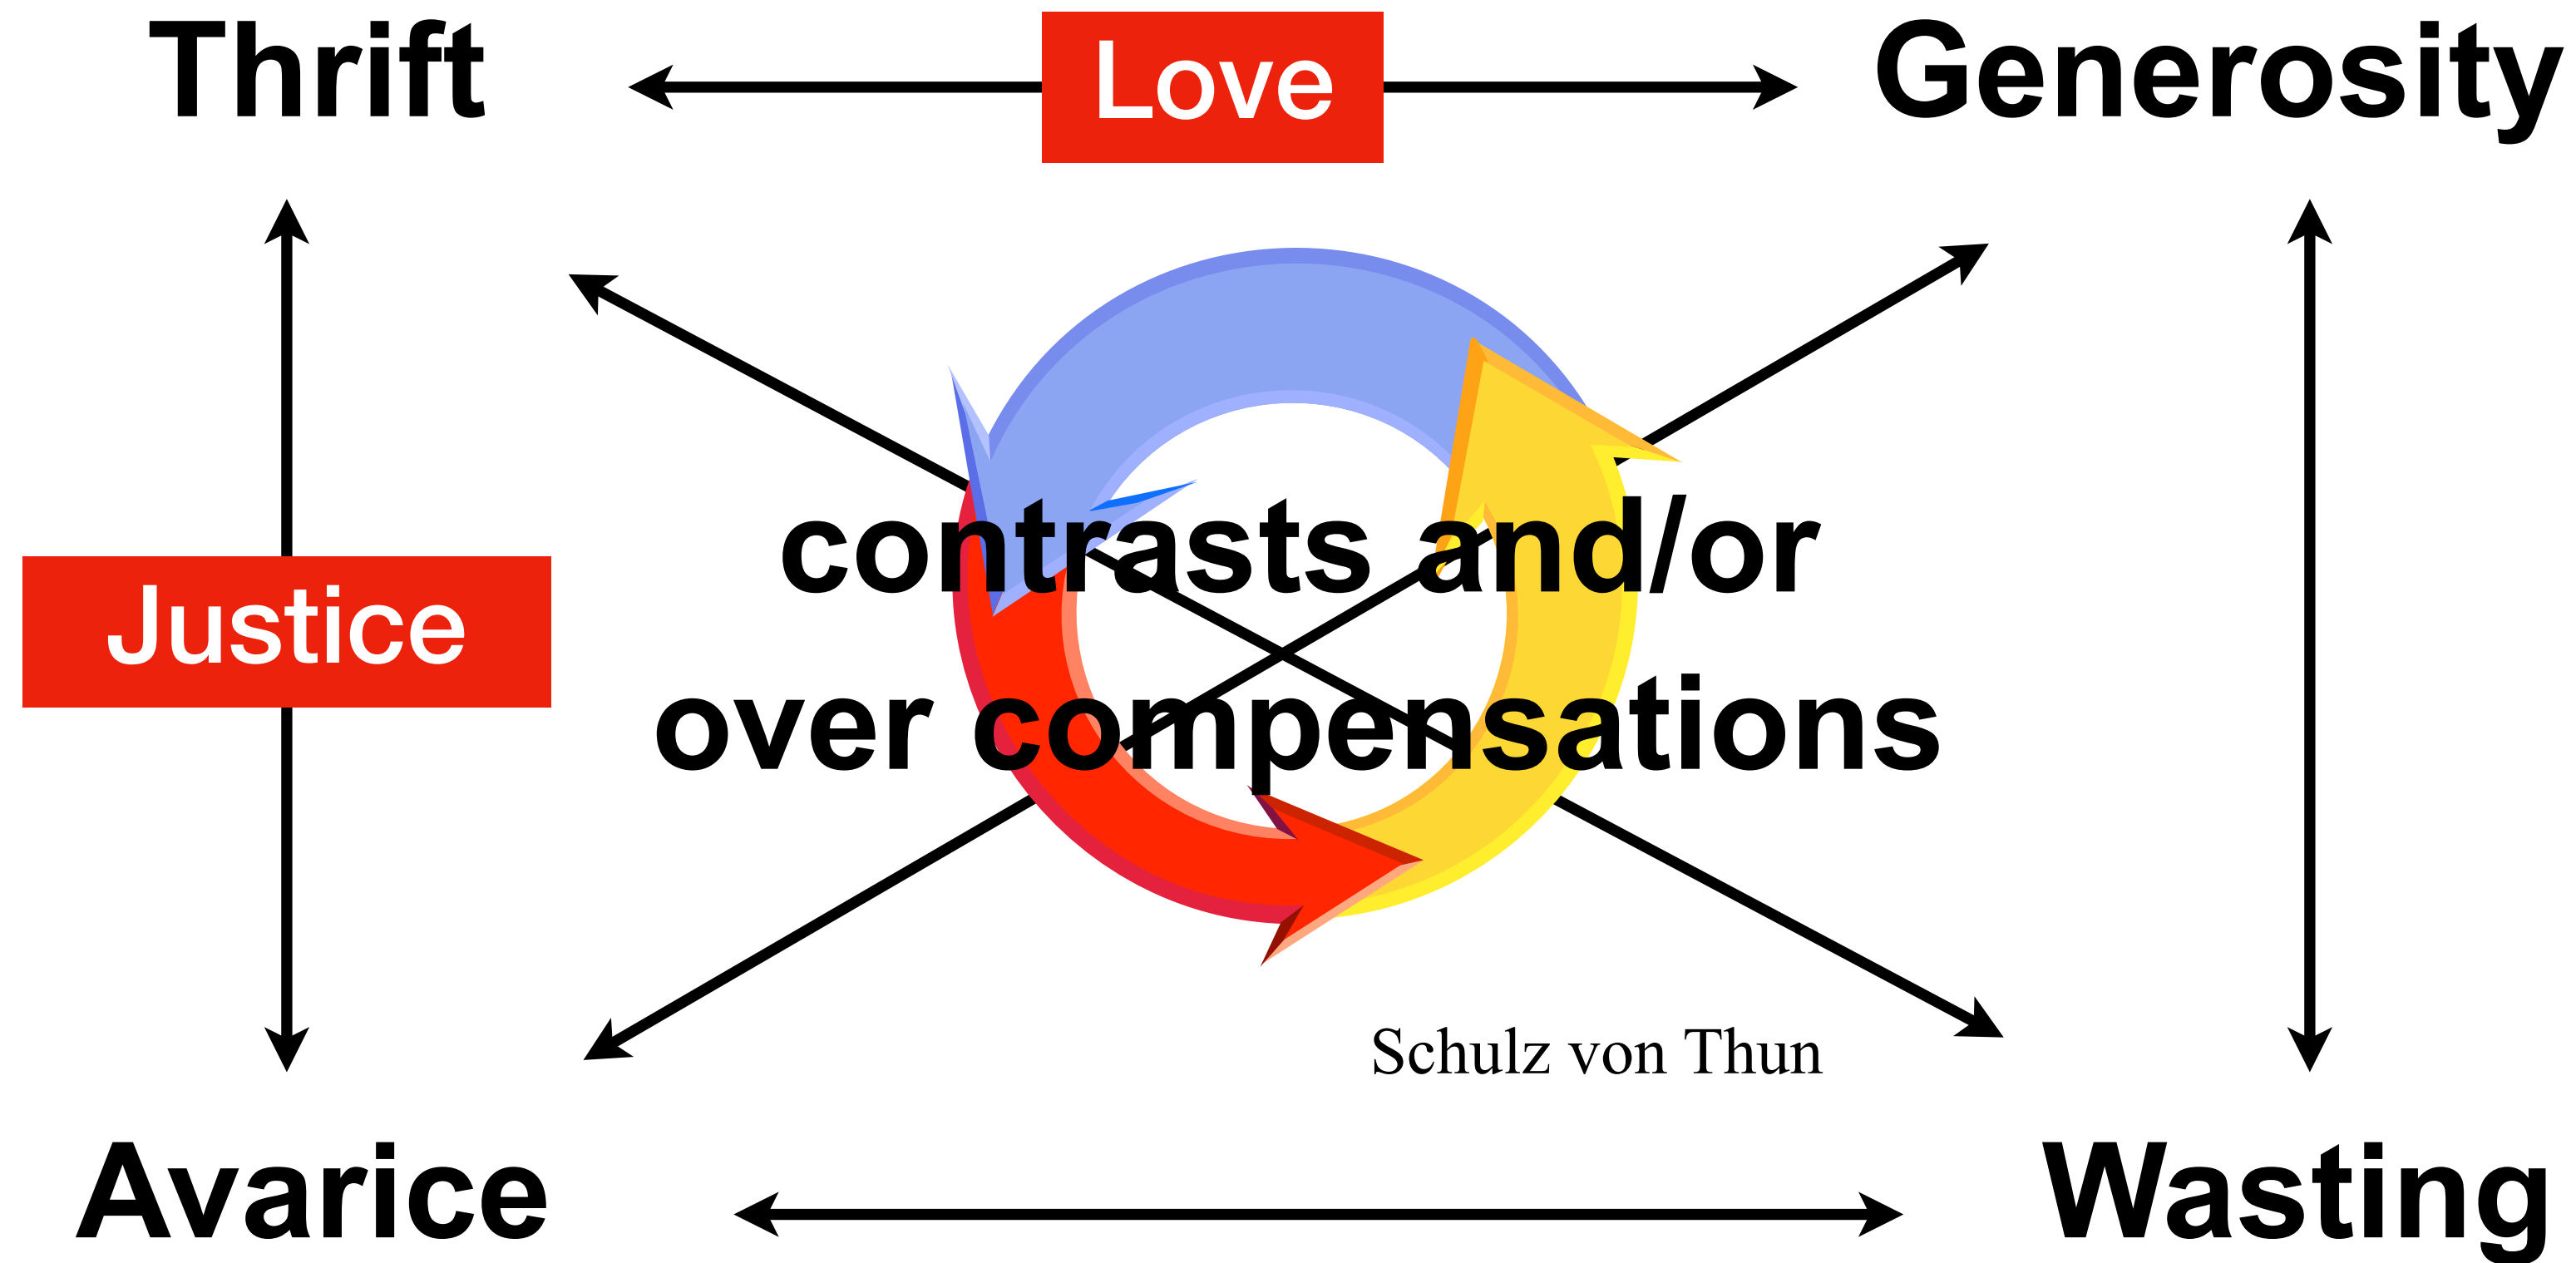 Thrift
Love
Generosity
contrasts and/or
Justice
over compensations
Schulz von Thun
Avarice
Wasting